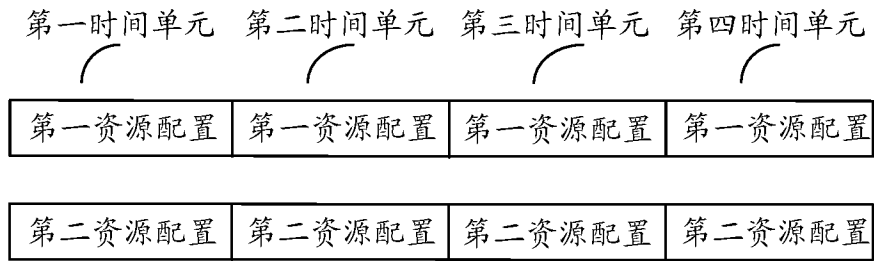 第一时间单元 第二时间单元 第三时间单元 第四时间单元
第一资源配置 第一资源配置 第一资源配置 第一资源配置
第二资源配置 第二资源配置 第二资源配置 第二资源配置